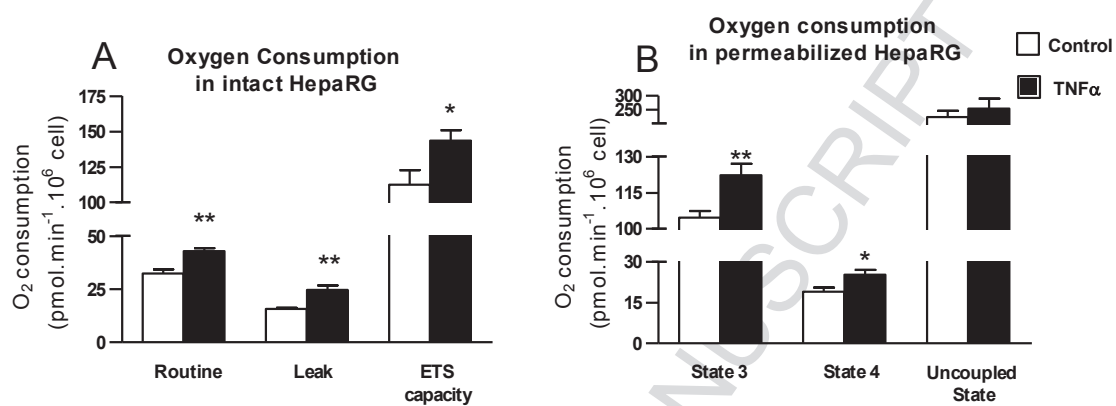 A
Oxygen Consumption
in intact HepaRG
O₂ consumption
(pmol.min⁻¹.10⁶ cell)
175
150
125
100
50
25
0
*
**
**
Routine
Leak
ETS
capacity
B
Oxygen consumption
in permeabilized HepaRG
O₂ consumption
(pmol.min⁻¹.10⁶ cell)
300
250
130
115
100
30
15
0
**
*
State 3
State 4
Uncoupled
State
Control
TNFα
NUSCRIPT